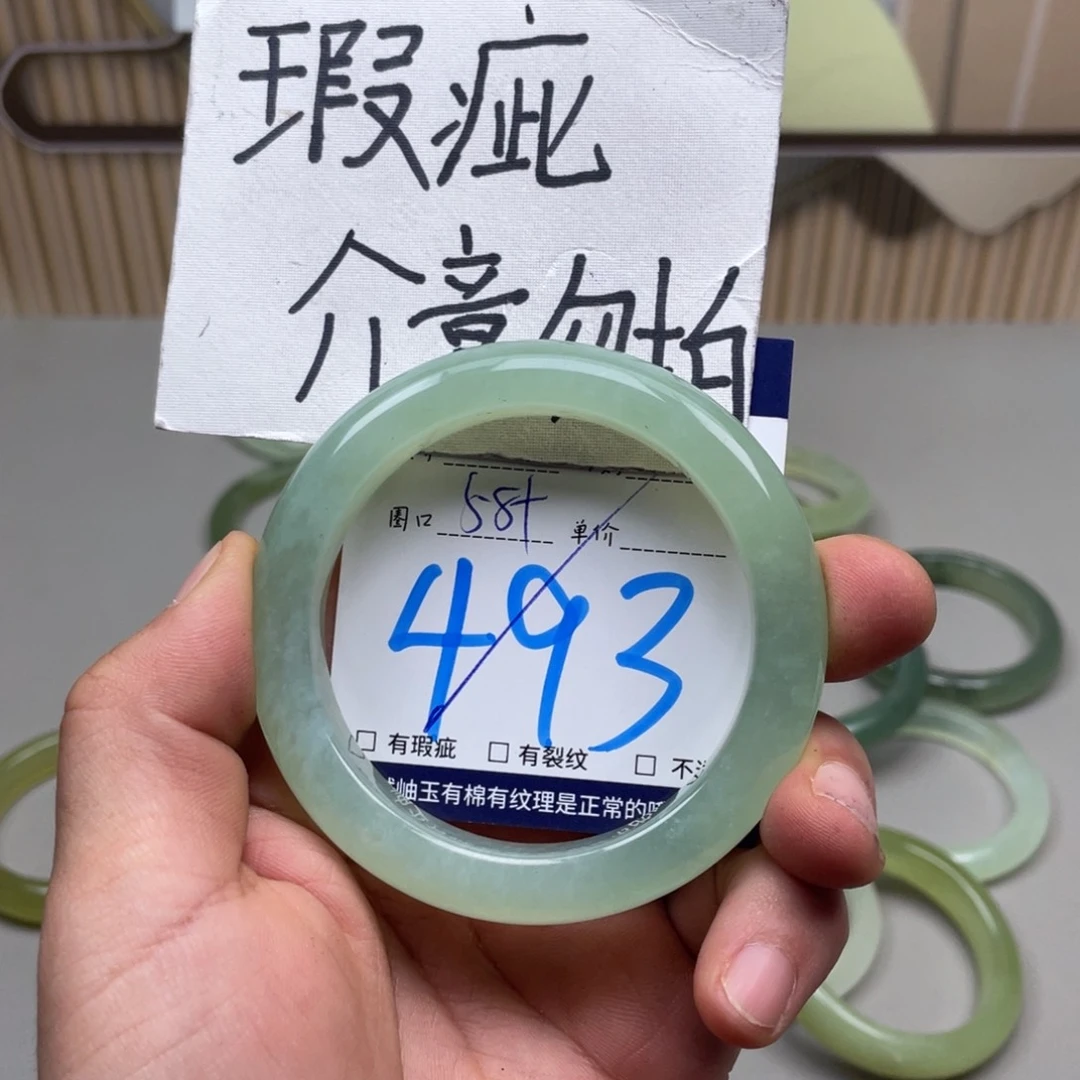 瑕疵
介意勿拍
圈口 58+ 单价
493
□ 有瑕疵 □ 有裂纹 □ 不
岫玉有棉有纹理是正常的